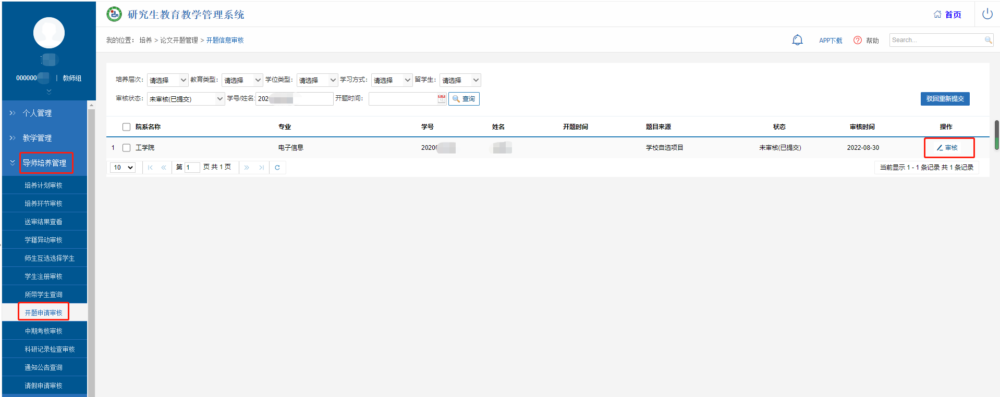 研究生教育教学管理系统
首页
000000 | 教师组
我的位置: 培养 > 论文开题管理 > 开题信息审核
APP下载 帮助 Search...
培养层次: 请选择 教育类型: 请选择 学位类型: 请选择 学习方式: 请选择 留学生: 请选择
审核状态: 未审核(已提交) 学号/姓名: 202 开题时间: 查询 驳回重新提交
院系名称 专业 学号 姓名 开题时间 题目来源 状态 审核时间 操作
1 工学院 电子信息 2020 学校自选项目 未审核(已提交) 2022-08-30 审核
10 第 1 页 共 1 页 当前显示 1 - 1 条记录 共 1 条记录
个人管理
教学管理
导师培养管理
培养计划审核
培养环节审核
送审结果查看
学籍异动审核
师生互选选择学生
学生注册审核
所带学生查询
开题申请审核
中期考核审核
科研记录检查审核
通知公告查询
请假申请审核